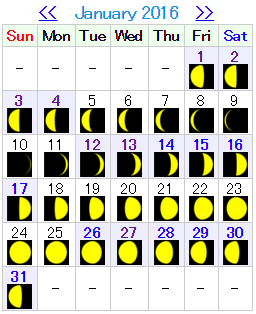 << January 2016 >>
Sun Mon Tue Wed Thu Fri Sat
– – – – – 1 2
3 4 5 6 7 8 9
10 11 12 13 14 15 16
17 18 19 20 21 22 23
24 25 26 27 28 29 30
31 – – – – – –